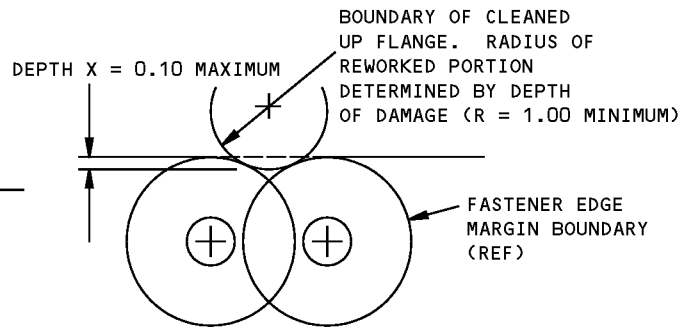 BOUNDARY OF CLEANED
UP FLANGE. RADIUS OF
REWORKED PORTION
DETERMINED BY DEPTH
OF DAMAGE (R = 1.00 MINIMUM)
DEPTH X = 0.10 MAXIMUM
FASTENER EDGE
MARGIN BOUNDARY
(REF)